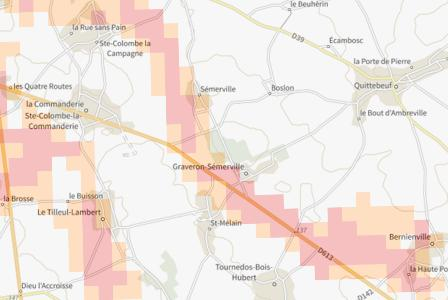 le Beuhérin
la Rue sans Pain
Ste-Colombe la
Campagne
D39
Écambosc
la Porte de Pierre
les Quatre Routes
Sémerville
Boslon
Quittebeuf
la Commanderie
Ste-Colombe-la-
Commanderie
le Bout d'Ambreville
Graveron-Sémerville
la Brosse
le Buisson
Le Tilleul-Lambert
St-Mélain
137
D613
Bernienville
Tournedos-Bois-
Hubert
la Haute Po
Dieu l'Accroisse
D142